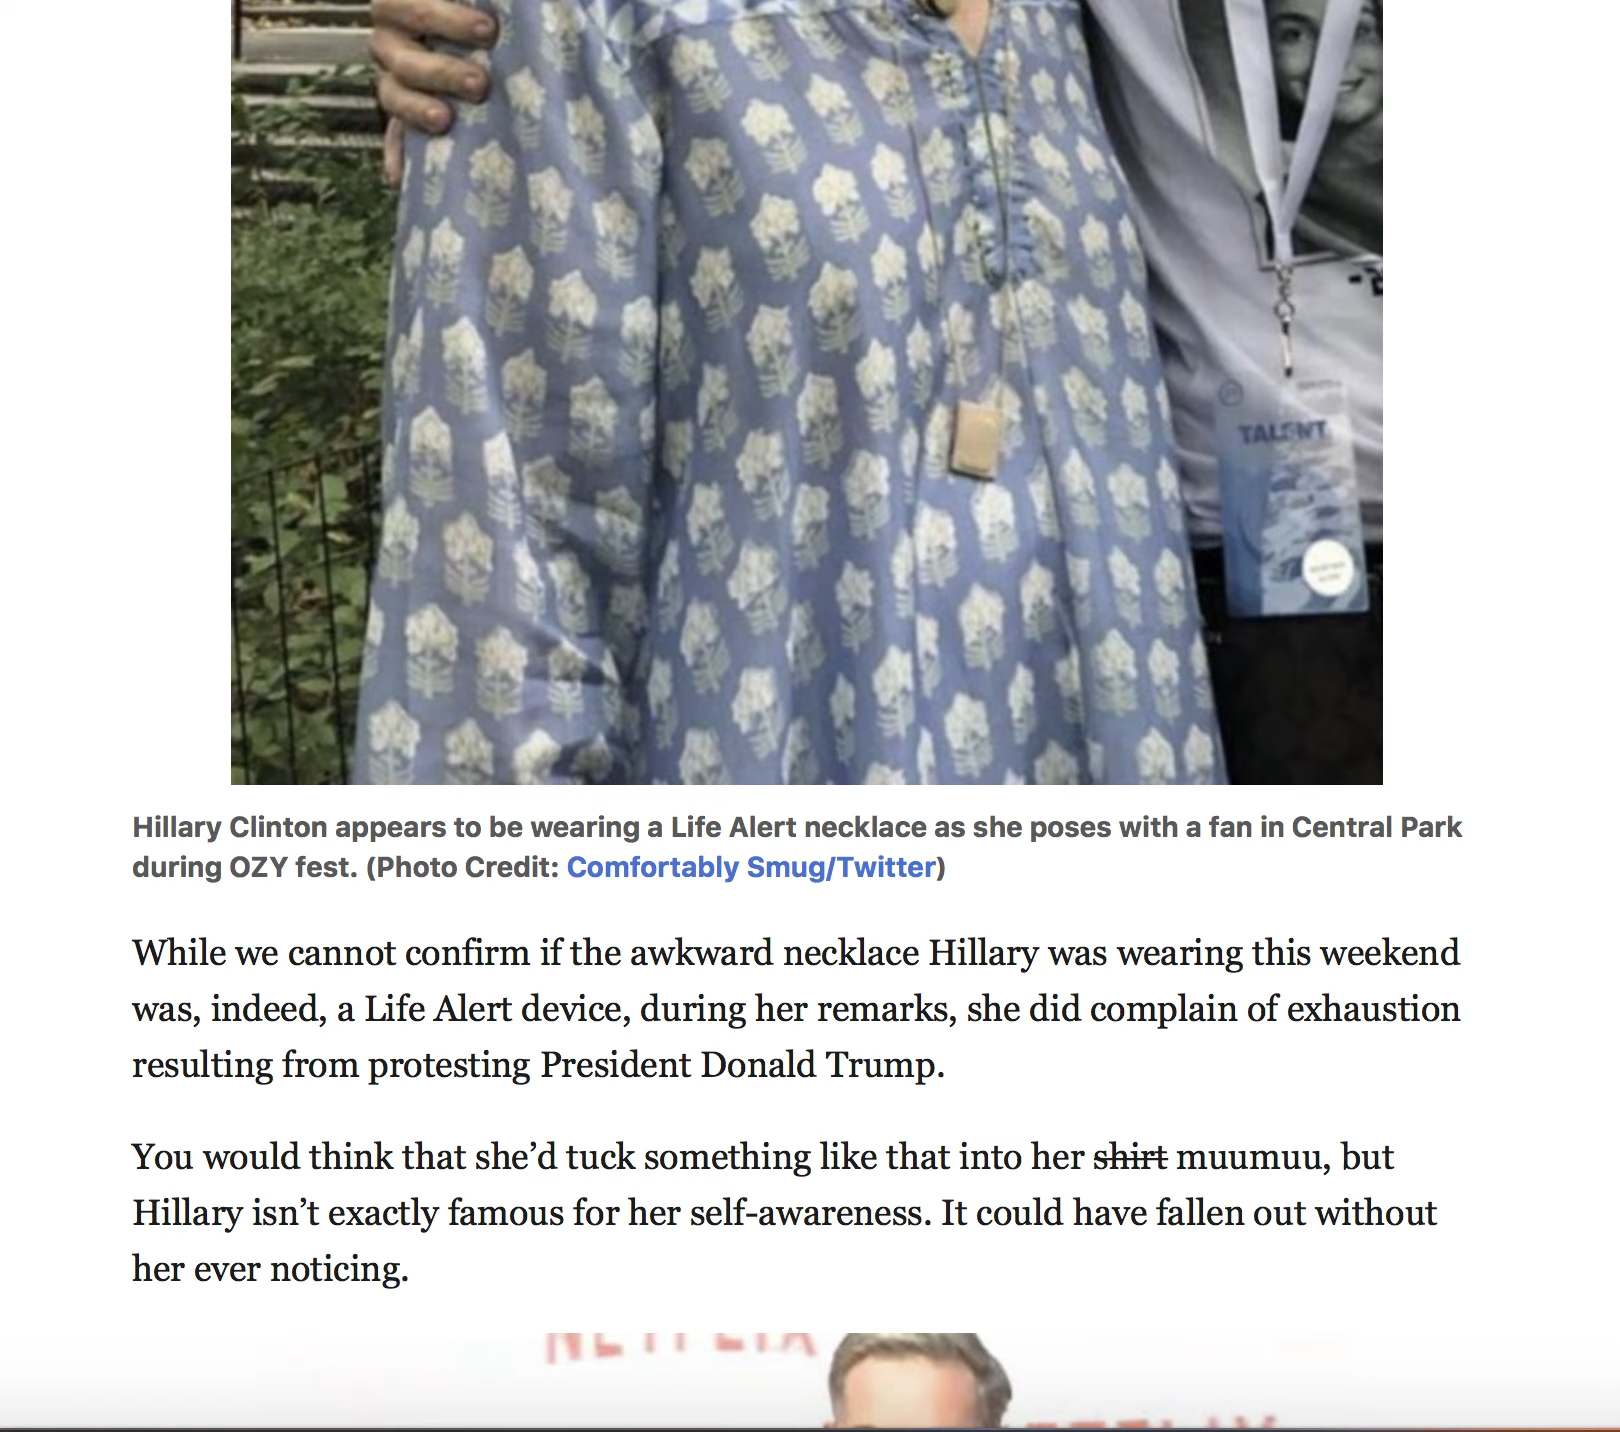 TALENT
Hillary Clinton appears to be wearing a Life Alert necklace as she poses with a fan in Central Park
during OZY fest. (Photo Credit: Comfortably Smug/Twitter)
While we cannot confirm if the awkward necklace Hillary was wearing this weekend
was, indeed, a Life Alert device, during her remarks, she did complain of exhaustion
resulting from protesting President Donald Trump.
You would think that she’d tuck something like that into her shirt muumuu, but
Hillary isn’t exactly famous for her self-awareness. It could have fallen out without
her ever noticing.
NETFLIX